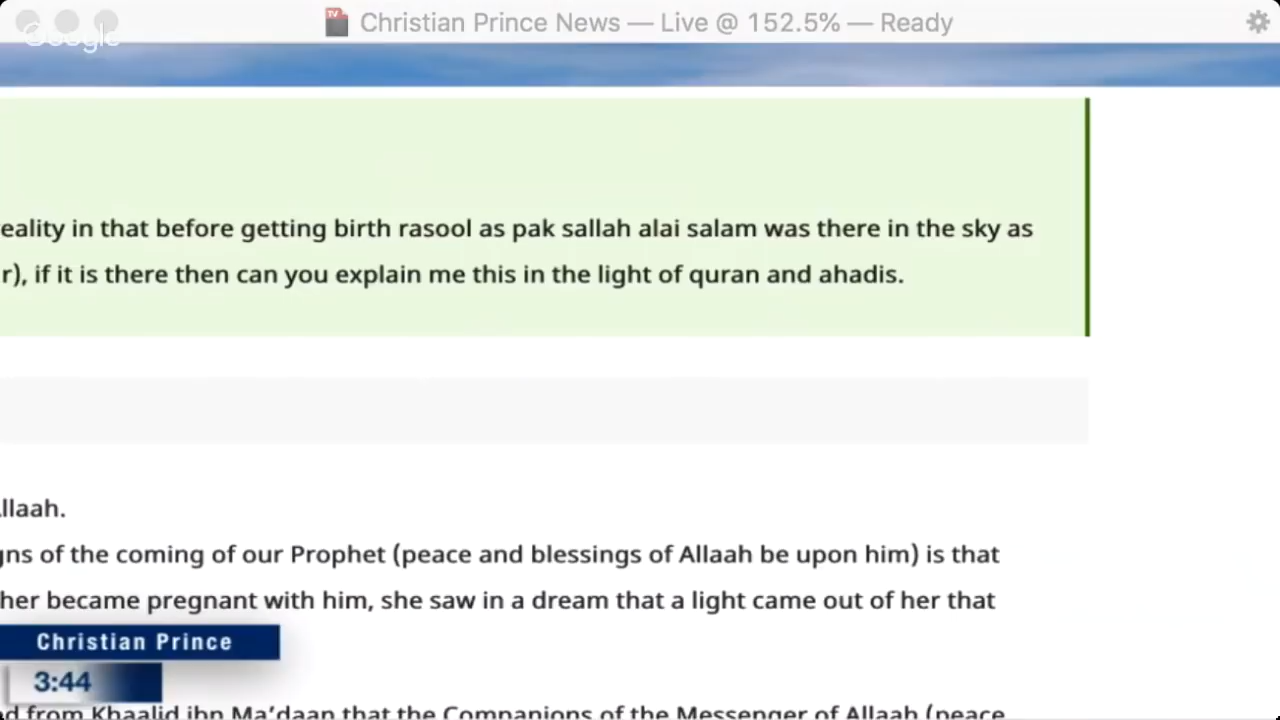 Christian Prince News — Live @ 152.5% — Ready
Google
eality in that before getting birth rasool as pak sallah alai salam was there in the sky as
r), if it is there then can you explain me this in the light of quran and ahadis.
llaah.
gns of the coming of our Prophet (peace and blessings of Allaah be upon him) is that
her became pregnant with him, she saw in a dream that a light came out of her that
Christian Prince
3:44
d from Khaalid ibn Ma’daan that the Companions of the Messenger of Allaah (peace